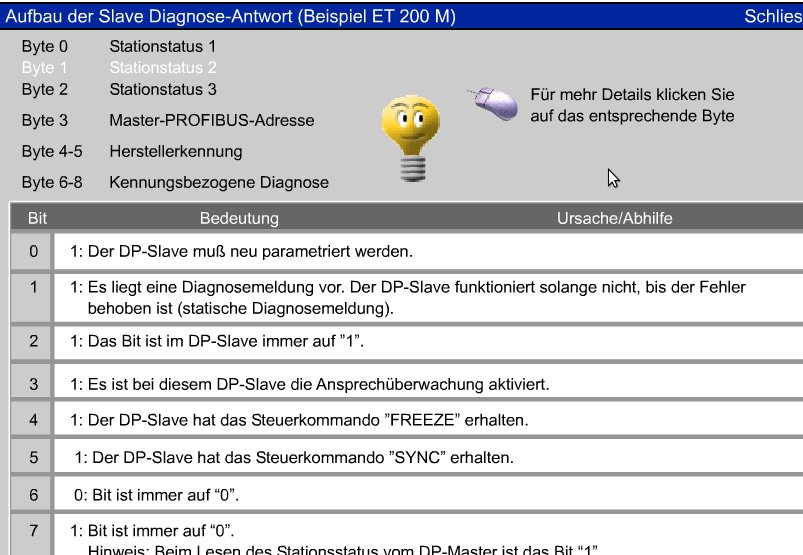 Aufbau der Slave Diagnose-Antwort (Beispiel ET 200 M) Schlies
Byte 0 Stationstatus 1
Byte 1 Stationstatus 2
Byte 2 Stationstatus 3
Byte 3 Master-PROFIBUS-Adresse
Byte 4-5 Herstellerkennung
Byte 6-8 Kennungsbezogene Diagnose
Für mehr Details klicken Sie
auf das entsprechende Byte
Bit Bedeutung Ursache/Abhilfe
0 1: Der DP-Slave muß neu parametriert werden.
1 1: Es liegt eine Diagnosemeldung vor. Der DP-Slave funktioniert solange nicht, bis der Fehler
behoben ist (statische Diagnosemeldung).
2 1: Das Bit ist im DP-Slave immer auf ”1”.
3 1: Es ist bei diesem DP-Slave die Ansprechüberwachung aktiviert.
4 1: Der DP-Slave hat das Steuerkommando ”FREEZE” erhalten.
5 1: Der DP-Slave hat das Steuerkommando ”SYNC” erhalten.
6 0: Bit ist immer auf “0”.
7 1: Bit ist immer auf “0”.
Hinweis: Beim Lesen des Stationsstatus vom DP-Master ist das Bit “1”